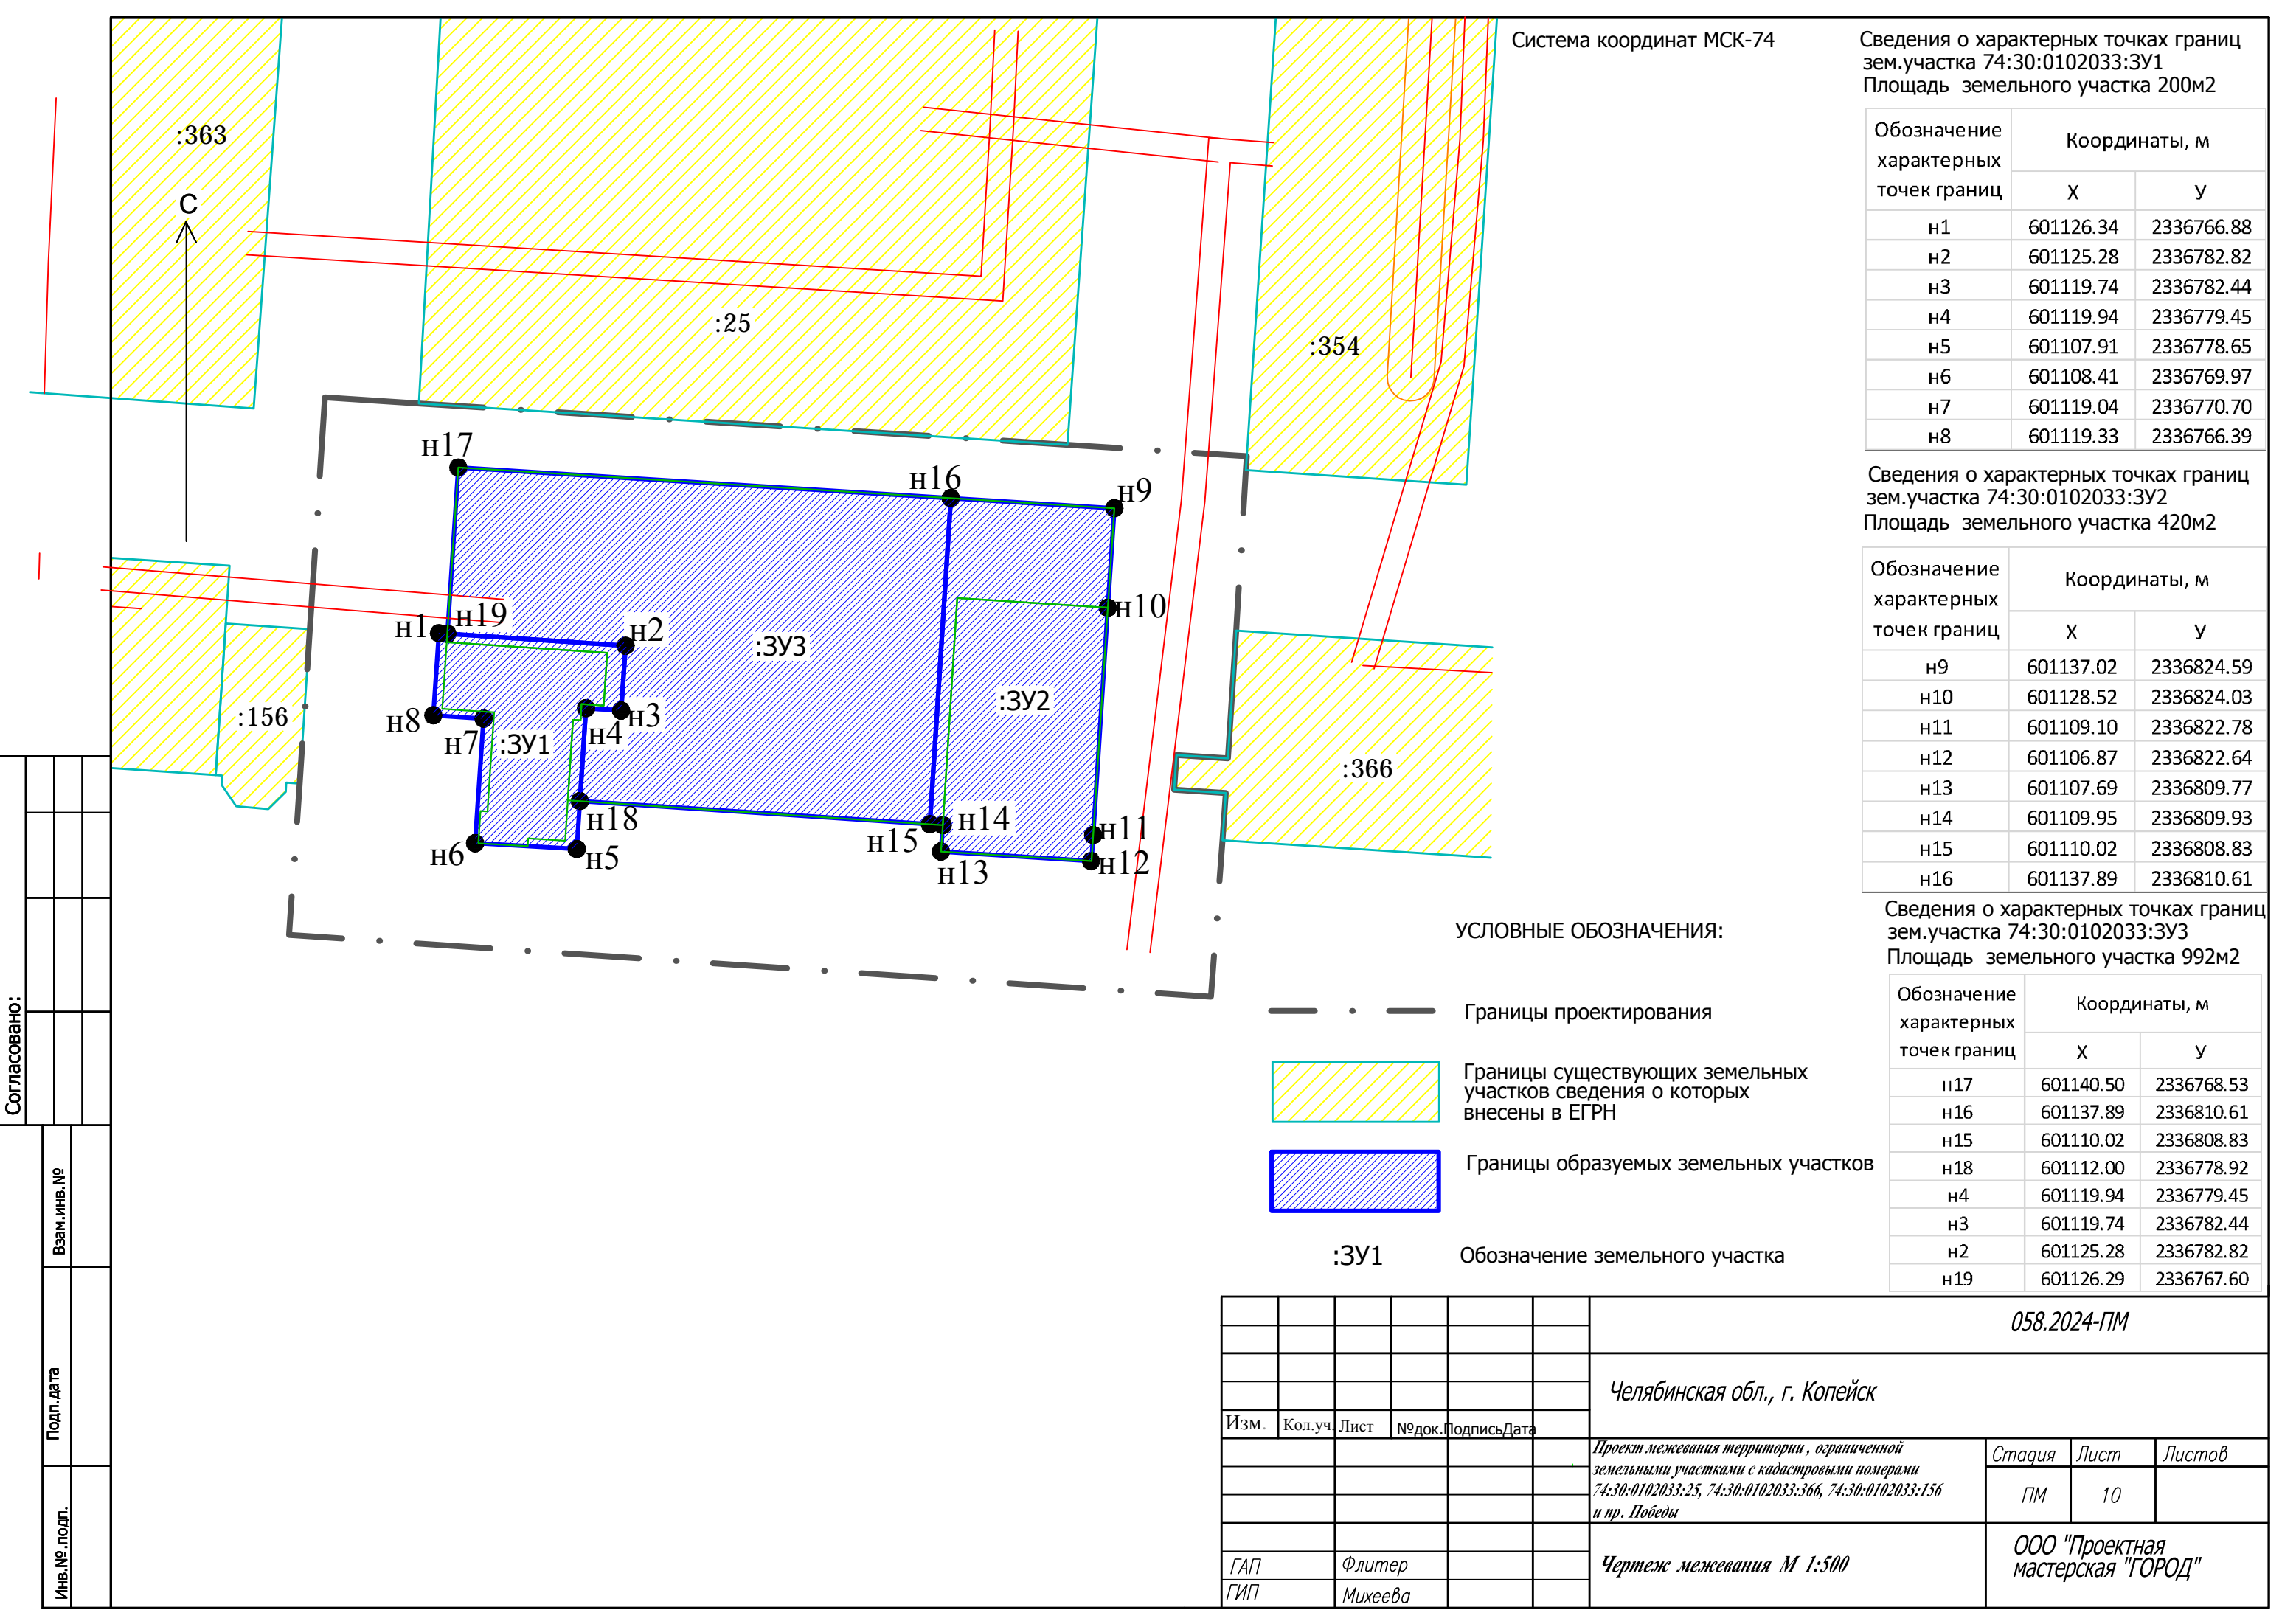 Система координат МСК-74
Сведения о характерных точках границ
зем.участка 74:30:0102033:ЗУ1
Площадь земельного участка 200м2
Обозначение характерных точек границ Координаты, м
Х У
н1 601126.34 2336766.88
н2 601125.28 2336782.82
н3 601119.74 2336782.44
н4 601119.94 2336779.45
н5 601107.91 2336778.65
н6 601108.41 2336769.97
н7 601119.04 2336770.70
н8 601119.33 2336766.39
Сведения о характерных точках границ
зем.участка 74:30:0102033:ЗУ2
Площадь земельного участка 420м2
Обозначение характерных точек границ Координаты, м
Х У
н9 601137.02 2336824.59
н10 601128.52 2336824.03
н11 601109.10 2336822.78
н12 601106.87 2336822.64
н13 601107.69 2336809.77
н14 601109.95 2336809.93
н15 601110.02 2336808.83
н16 601137.89 2336810.61
Сведения о характерных точках границ
зем.участка 74:30:0102033:ЗУ3
Площадь земельного участка 992м2
Обозначение характерных точек границ Координаты, м
Х У
н17 601140.50 2336768.53
н16 601137.89 2336810.61
н15 601110.02 2336808.83
н18 601112.00 2336778.92
н4 601119.94 2336779.45
н3 601119.74 2336782.44
н2 601125.28 2336782.82
н19 601126.29 2336767.60
:363
С
:25
:354
н17
н16
н9
н10
н1
н19
н2
:ЗУ3
:ЗУ2
:156
н8
н7
:ЗУ1
н4
н3
:366
н18
н15
н14
н11
н6
н5
н13
н12
УСЛОВНЫЕ ОБОЗНАЧЕНИЯ:
Границы проектирования
Границы существующих земельных
участков сведения о которых
внесены в ЕГРН
Границы образуемых земельных участков
:ЗУ1 Обозначение земельного участка
Согласовано:
Взам.инв.№
Подп.дата
Инв.№.подп.
058.2024-ПМ
Челябинская обл., г. Копейск
Изм. Кол.уч. Лист №док. Подпись Дата
Проект межевания территории , ограниченной
земельными участками с кадастровыми номерами
74:30:0102033:25, 74:30:0102033:366, 74:30:0102033:156
и пр. Победы
Стадия Лист Листов
ПМ 10
ГАП Флитер
ГИП Михеева
Чертеж межевания М 1:500
ООО "Проектная
мастерская "ГОРОД"